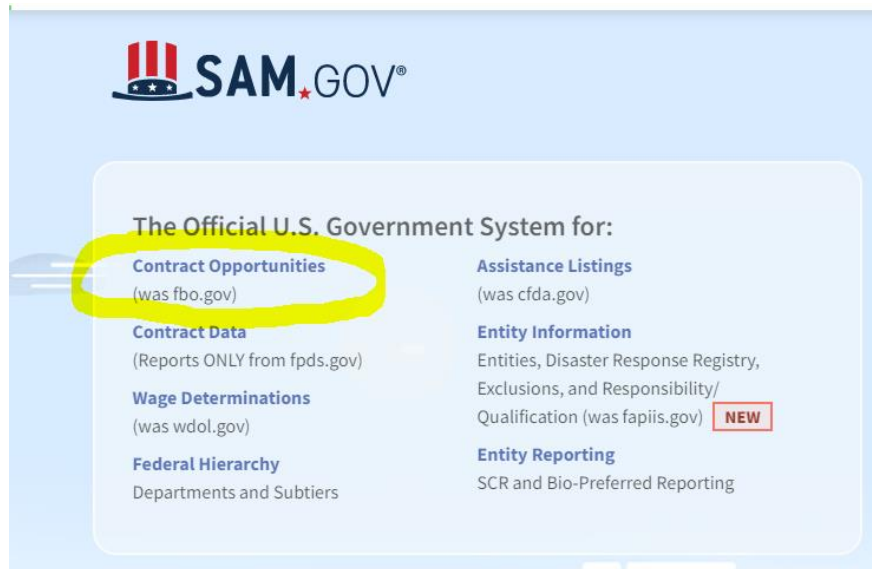 SAM.GOV®
The Official U.S. Government System for:
Contract Opportunities
(was fbo.gov)
Contract Data
(Reports ONLY from fpds.gov)
Wage Determinations
(was wdol.gov)
Federal Hierarchy
Departments and Subtiers
Assistance Listings
(was cfda.gov)
Entity Information
Entities, Disaster Response Registry,
Exclusions, and Responsibility/
Qualification (was fapiis.gov) NEW
Entity Reporting
SCR and Bio-Preferred Reporting